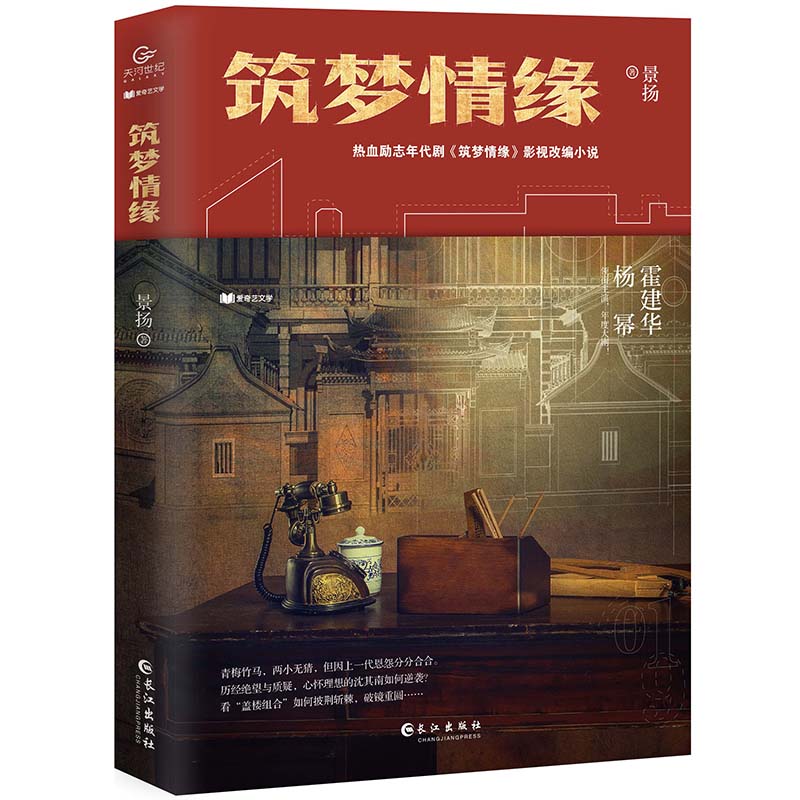 天河世纪
GALAXY
爱奇艺文学
筑梦情缘
景扬 著
长江出版社
CHANGJIANGPRESS
筑梦情缘
景扬 著
热血励志年代剧《筑梦情缘》影视改编小说
爱奇艺文学
霍建华
杨幂
01
青梅竹马，两小无猜，但因上一代恩怨分分合合。
历经绝望与质疑，心怀理想的沈其南如何逆袭？
看“盖楼组合”如何披荆斩棘，破镜重圆……
长江出版社
CHANGJIANGPRESS